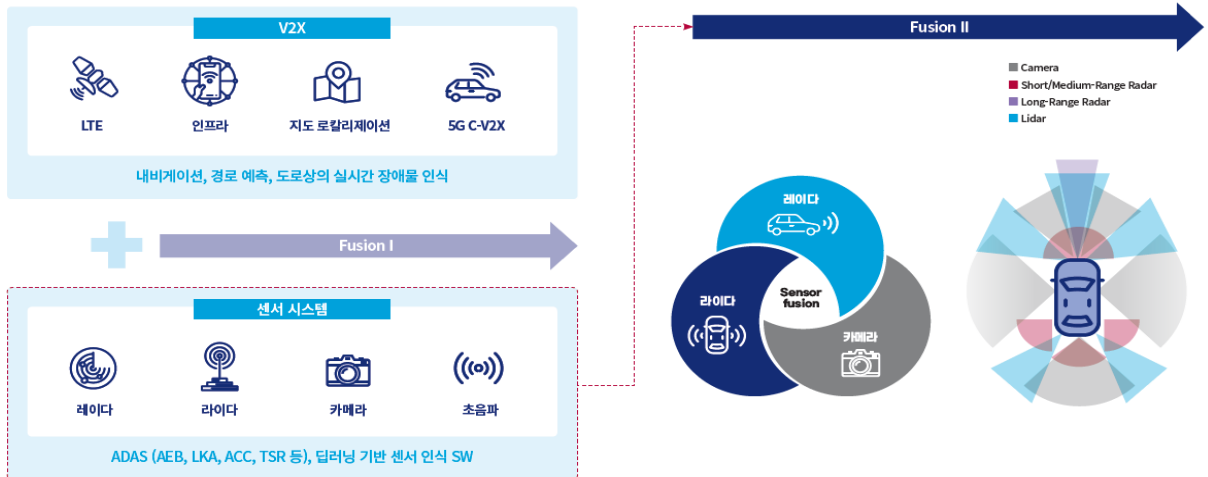 V2X
LTE
인프라
지도 로칼리제이션
5G C-V2X
내비게이션, 경로 예측, 도로상의 실시간 장애물 인식
Fusion I
센서 시스템
레이다
라이다
카메라
초음파
ADAS (AEB, LKA, ACC, TSR 등), 딥러닝 기반 센서 인식 SW
Fusion II
Camera
Short/Medium-Range Radar
Long-Range Radar
Lidar
레이다
라이다
Sensor
fusion
카메라